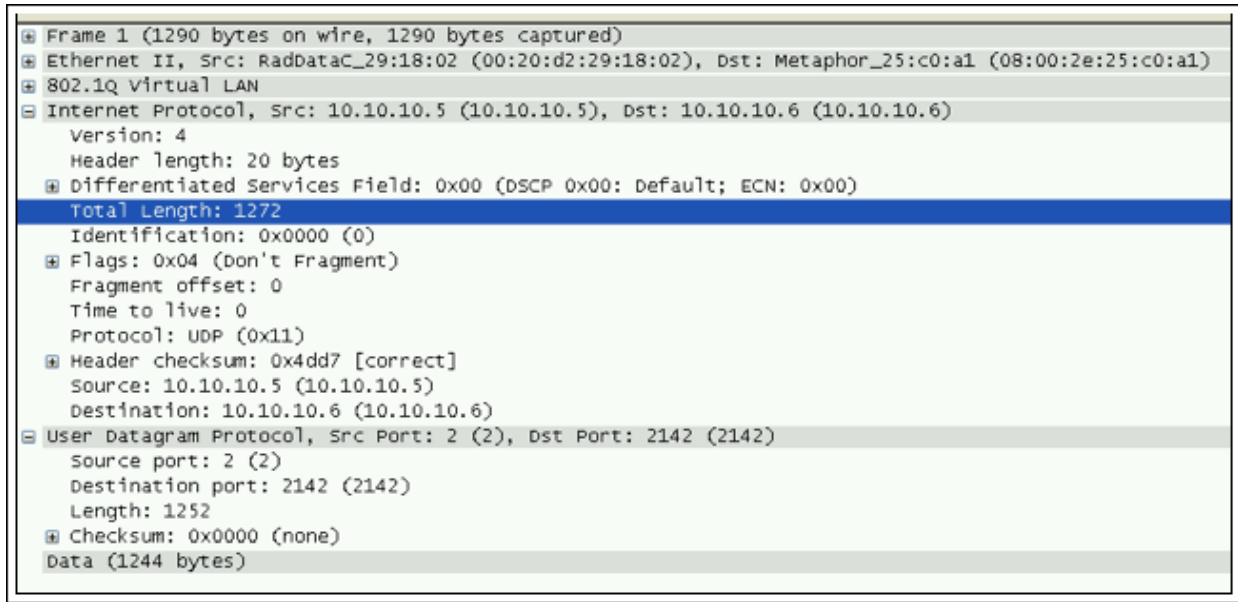 Frame 1 (1290 bytes on wire, 1290 bytes captured)
Ethernet II, Src: RadDataC_29:18:02 (00:20:d2:29:18:02), Dst: Metaphor_25:c0:a1 (08:00:2e:25:c0:a1)
802.1Q Virtual LAN
Internet Protocol, Src: 10.10.10.5 (10.10.10.5), Dst: 10.10.10.6 (10.10.10.6)
Version: 4
Header length: 20 bytes
Differentiated Services Field: 0x00 (DSCP 0x00: Default; ECN: 0x00)
Total Length: 1272
Identification: 0x0000 (0)
Flags: 0x04 (Don't Fragment)
Fragment offset: 0
Time to live: 0
Protocol: UDP (0x11)
Header checksum: 0x4dd7 [correct]
Source: 10.10.10.5 (10.10.10.5)
Destination: 10.10.10.6 (10.10.10.6)
User Datagram Protocol, Src Port: 2 (2), Dst Port: 2142 (2142)
Source port: 2 (2)
Destination port: 2142 (2142)
Length: 1252
Checksum: 0x0000 (none)
Data (1244 bytes)